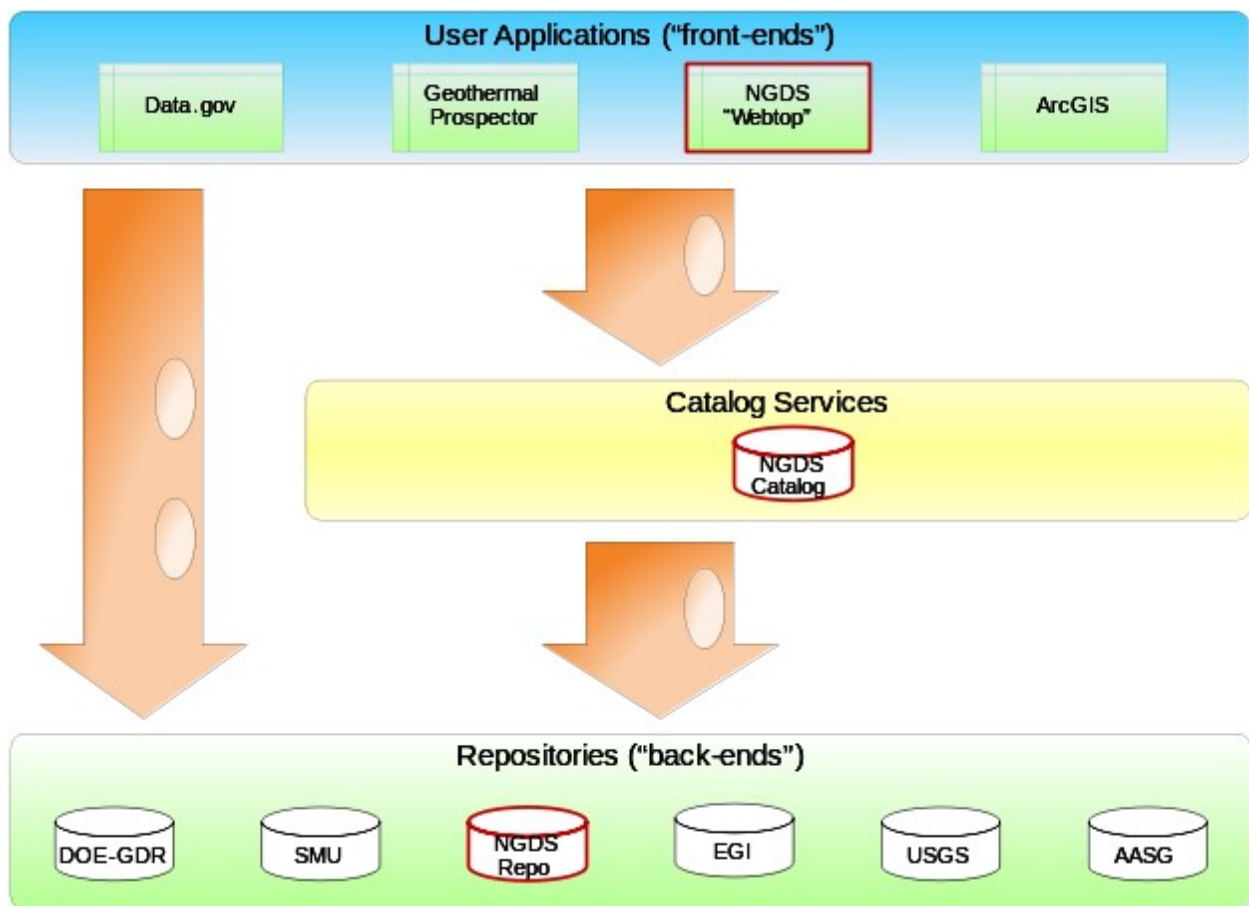 User Applications (“front-ends”)
Data.gov
Geothermal
Prospector
NGDS
“Webtop”
ArcGIS
Catalog Services
NGDS
Catalog
Repositories (“back-ends”)
DOE-GDR
SMU
NGDS
Repo
EGI
USGS
AASG